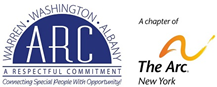 WARREN • WASHINGTON • ALBANY
ARC
A RESPECTFUL COMMITMENT
Connecting Special People With Opportunity!
A chapter of
The Arc.
New York